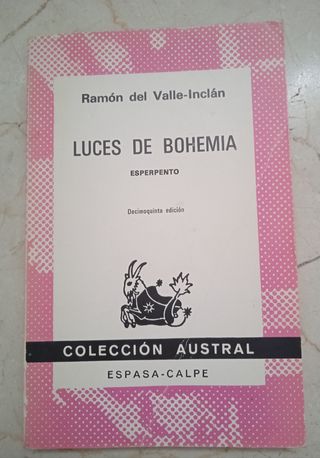 Ramón del Valle-Inclán
LUCES DE BOHEMIA
ESPERPENTO
Decimoquinta edición
COLECCIÓN AUSTRAL
ESPASA-CALPE